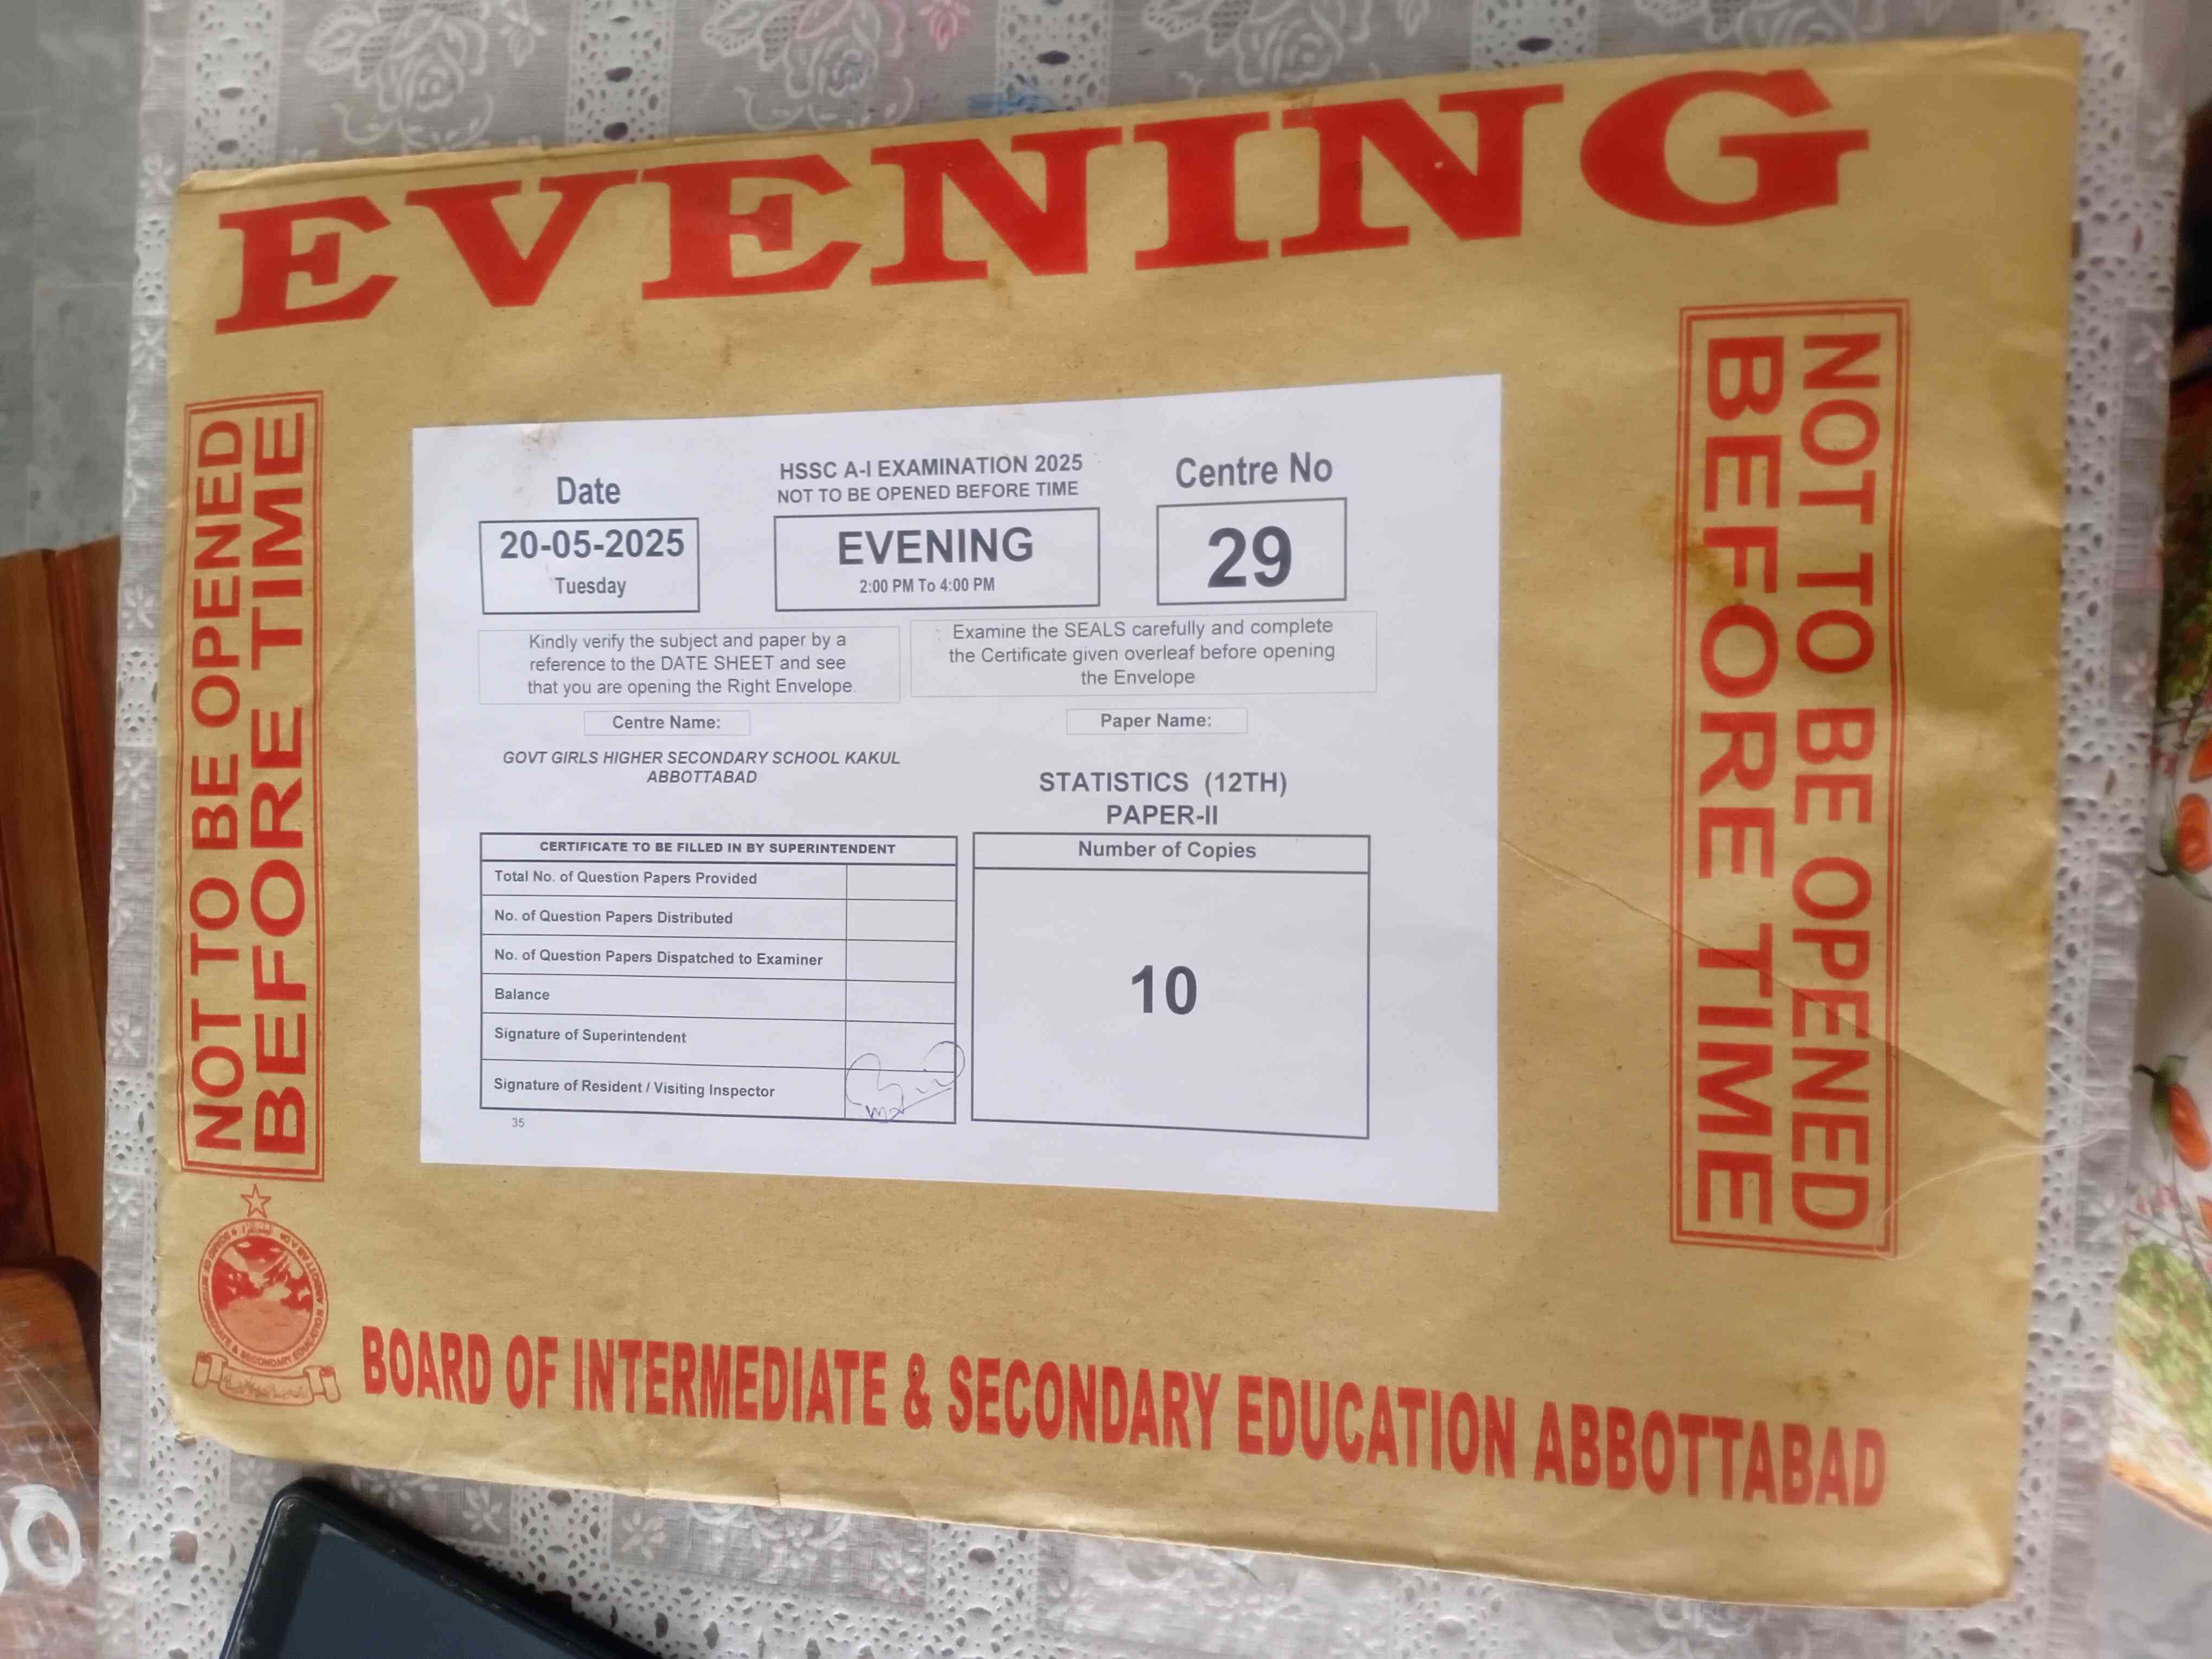 EVENING
NOT TO BE OPENED
BEFORE TIME
NOT TO BE OPENED
BEFORE TIME
Date
20-05-2025
Tuesday
HSSC A-I EXAMINATION 2025
NOT TO BE OPENED BEFORE TIME
EVENING
2:00 PM To 4:00 PM
Centre No
29
Kindly verify the subject and paper by a
reference to the DATE SHEET and see
that you are opening the Right Envelope.
Examine the SEALS carefully and complete
the Certificate given overleaf before opening
the Envelope
Centre Name:
GOVT GIRLS HIGHER SECONDARY SCHOOL KAKUL
ABBOTTABAD
Paper Name:
STATISTICS (12TH)
PAPER-II
CERTIFICATE TO BE FILLED IN BY SUPERINTENDENT
Total No. of Question Papers Provided
No. of Question Papers Distributed
No. of Question Papers Dispatched to Examiner
Balance
Signature of Superintendent
Signature of Resident / Visiting Inspector
35
Number of Copies
10
BOARD OF INTERMEDIATE & SECONDARY EDUCATION ABBOTTABAD